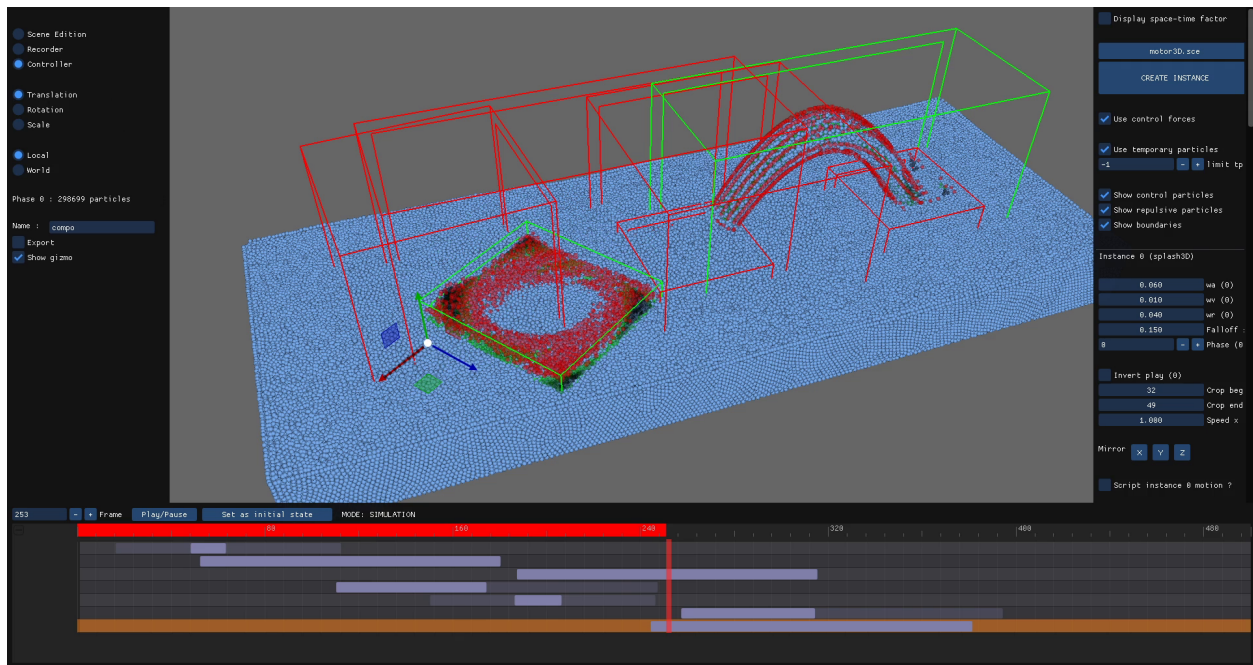 Scene Edition
Recorder
Controller
Translation
Rotation
Scale
Local
World
Phase 0 : 298699 particles
Name : compo
Export
Show gizmo
Display space-time factor
motor3D.sce
CREATE INSTANCE
Use control forces
Use temporary particles
-1 - + limit tp
Show control particles
Show repulsive particles
Show boundaries
Instance 0 (splash3D)
0.060 wa (0)
0.010 wv (0)
0.040 wr (0)
0.150 Falloff :
0 - + Phase (0
Invert play (0)
32 Crop beg
49 Crop end
1.000 Speed x
Mirror X Y Z
Script instance 0 motion ?
253 - + Frame Play/Pause Set as initial state MODE: SIMULATION
80 160 240 320 400 480